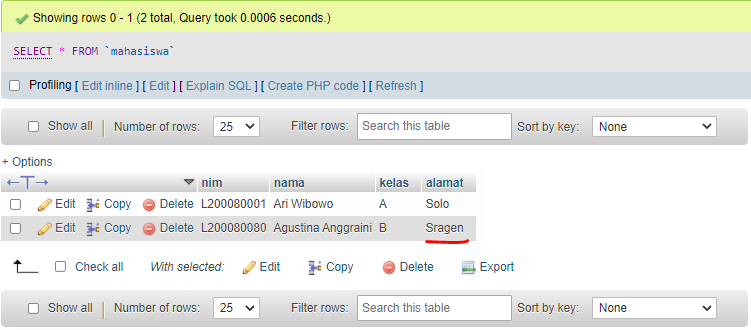 Showing rows 0 - 1 (2 total, Query took 0.0006 seconds.)
SELECT * FROM `mahasiswa`
Profiling [ Edit inline ] [ Edit ] [ Explain SQL ] [ Create PHP code ] [ Refresh ]
Show all Number of rows: 25 Filter rows: Search this table Sort by key: None
+ Options
←T→ nim nama kelas alamat
Edit Copy Delete L200080001 Ari Wibowo A Solo
Edit Copy Delete L200080080 Agustina Anggraini B Sragen
Check all With selected: Edit Copy Delete Export
Show all Number of rows: 25 Filter rows: Search this table Sort by key: None